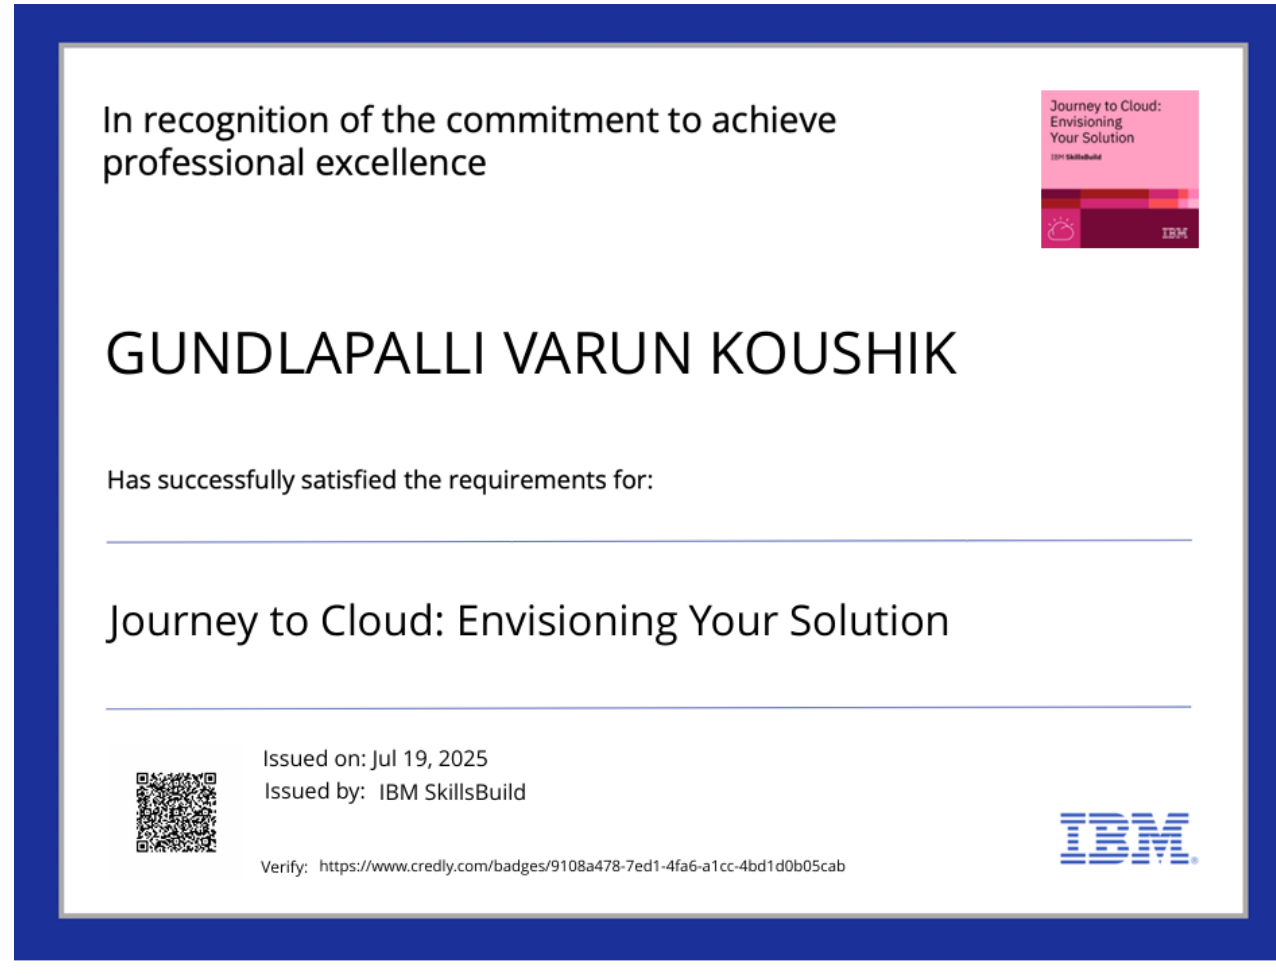 In recognition of the commitment to achieve
professional excellence
Journey to Cloud:
Envisioning
Your Solution
IBM SkillsBuild
IBM
GUNDLAPALLI VARUN KOUSHIK
Has successfully satisfied the requirements for:
Journey to Cloud: Envisioning Your Solution
Issued on: Jul 19, 2025
Issued by: IBM SkillsBuild
Verify: https://www.credly.com/badges/9108a478-7ed1-4fa6-a1cc-4bd1d0b05cab
IBM®